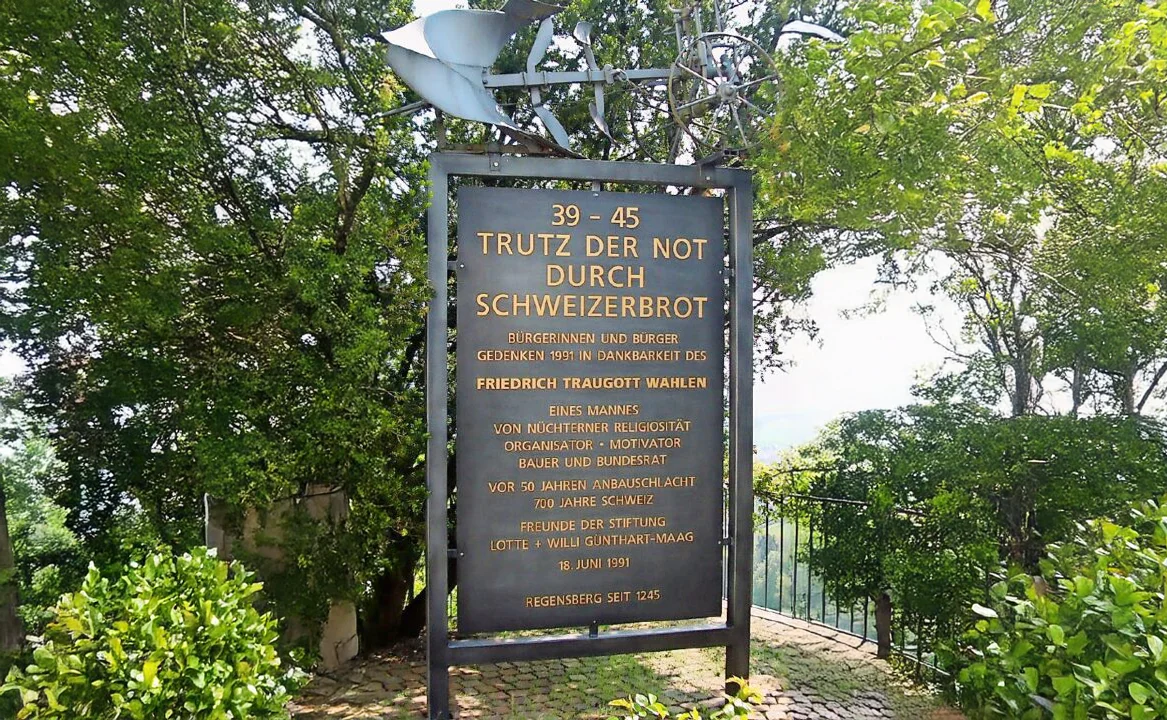 39 - 45
TRUTZ DER NOT
DURCH
SCHWEIZERBROT
BÜRGERINNEN UND BÜRGER
GEDENKEN 1991 IN DANKBARKEIT DES
FRIEDRICH TRAUGOTT WAHLEN
EINES MANNES
VON NÜCHTERNER RELIGIOSITÄT
ORGANISATOR • MOTIVATOR
BAUER UND BUNDESRAT
VOR 50 JAHREN ANBAUSCHLACHT
700 JAHRE SCHWEIZ
FREUNDE DER STIFTUNG
LOTTE + WILLI GÜNTHART-MAAG
18. JUNI 1991
REGENSBERG SEIT 1245